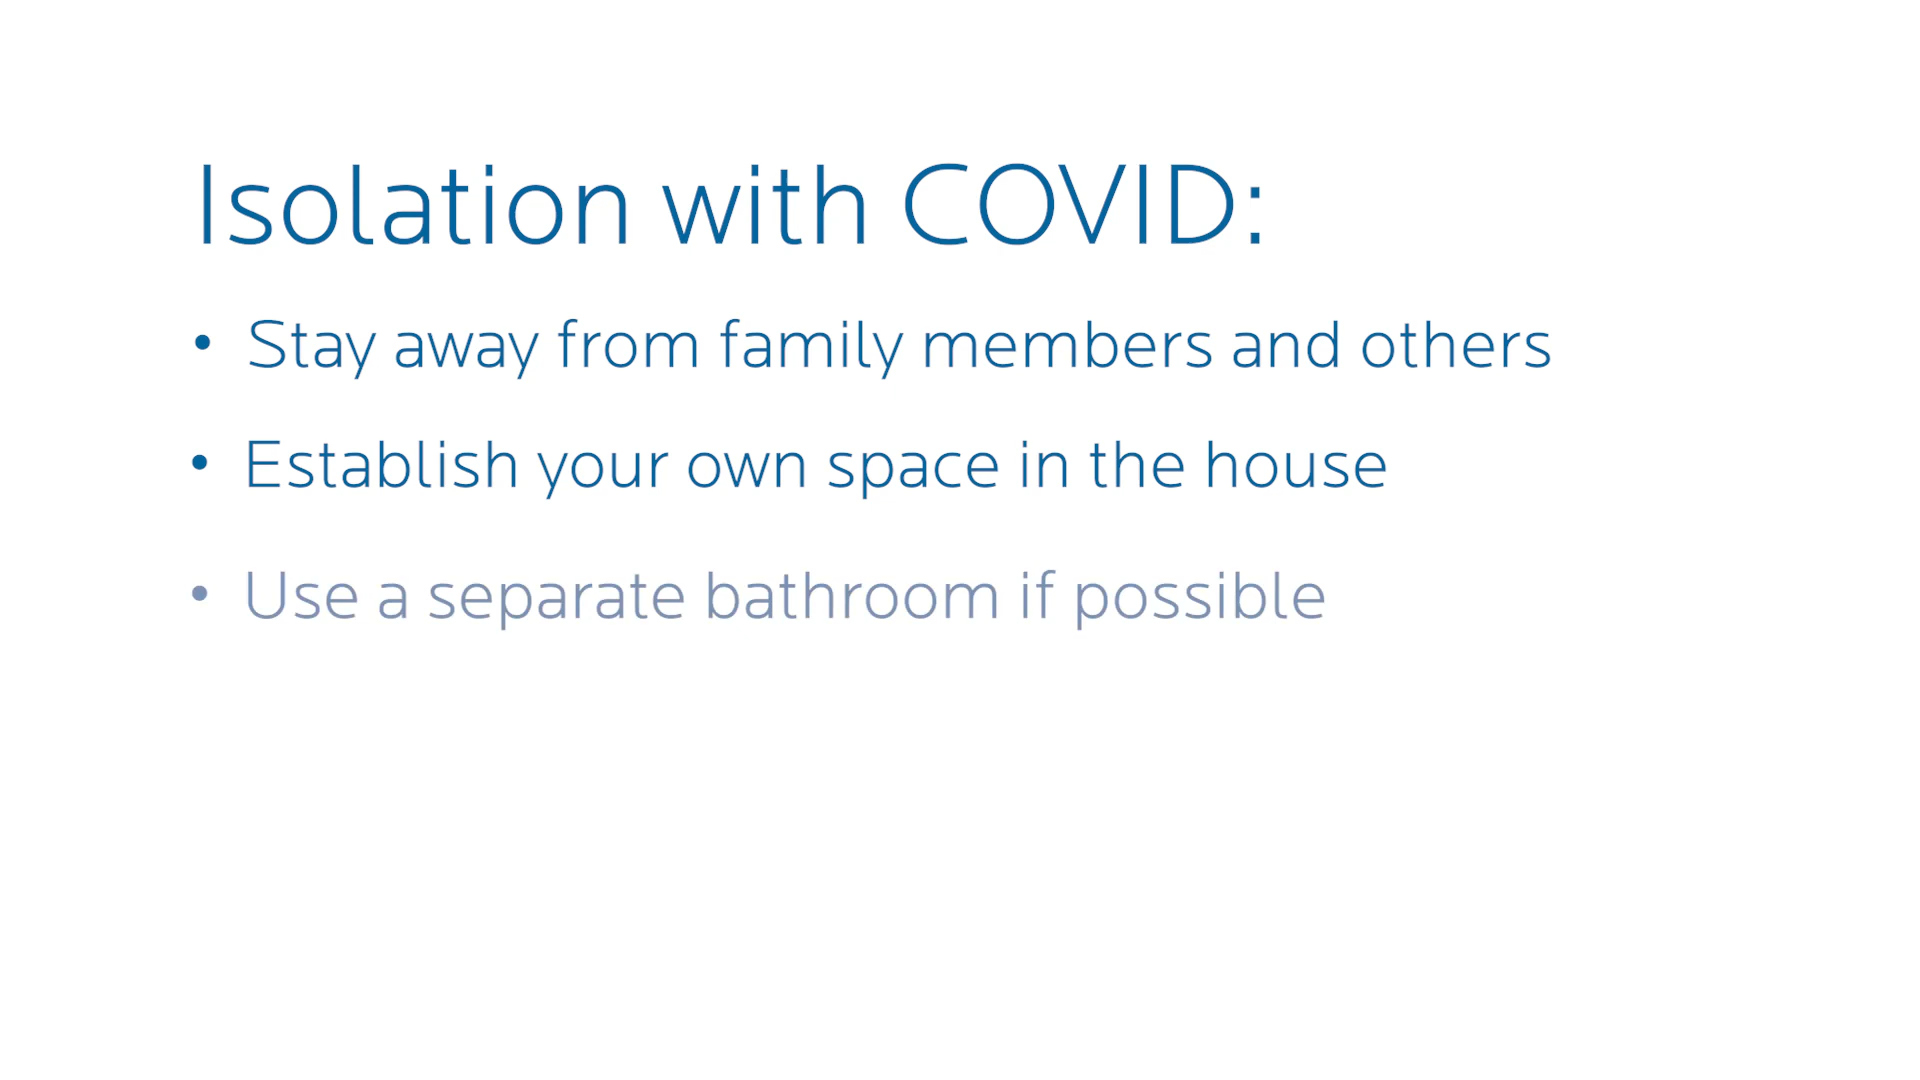 Isolation with COVID:
• Stay away from family members and others
• Establish your own space in the house
• Use a separate bathroom if possible